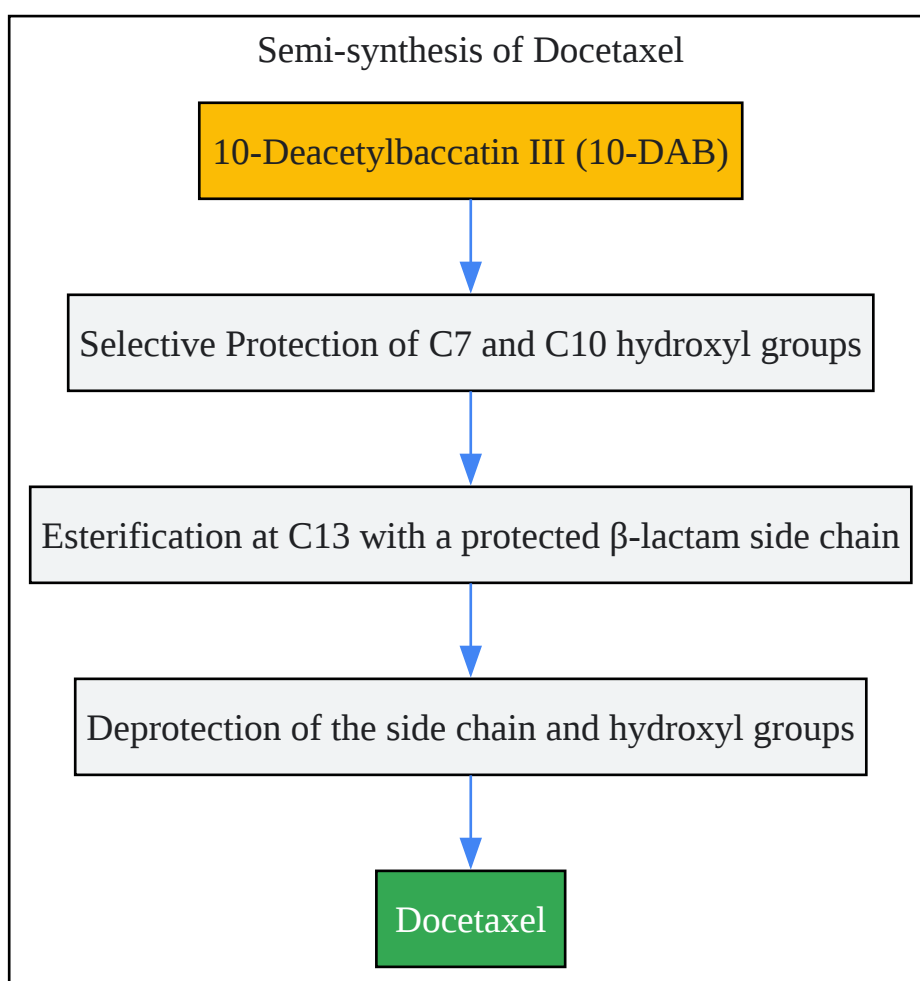 Semi-synthesis of Docetaxel
10-Deacetylbaccatin III (10-DAB)
Selective Protection of C7 and C10 hydroxyl groups
Esterification at C13 with a protected β-lactam side chain
Deprotection of the side chain and hydroxyl groups
Docetaxel